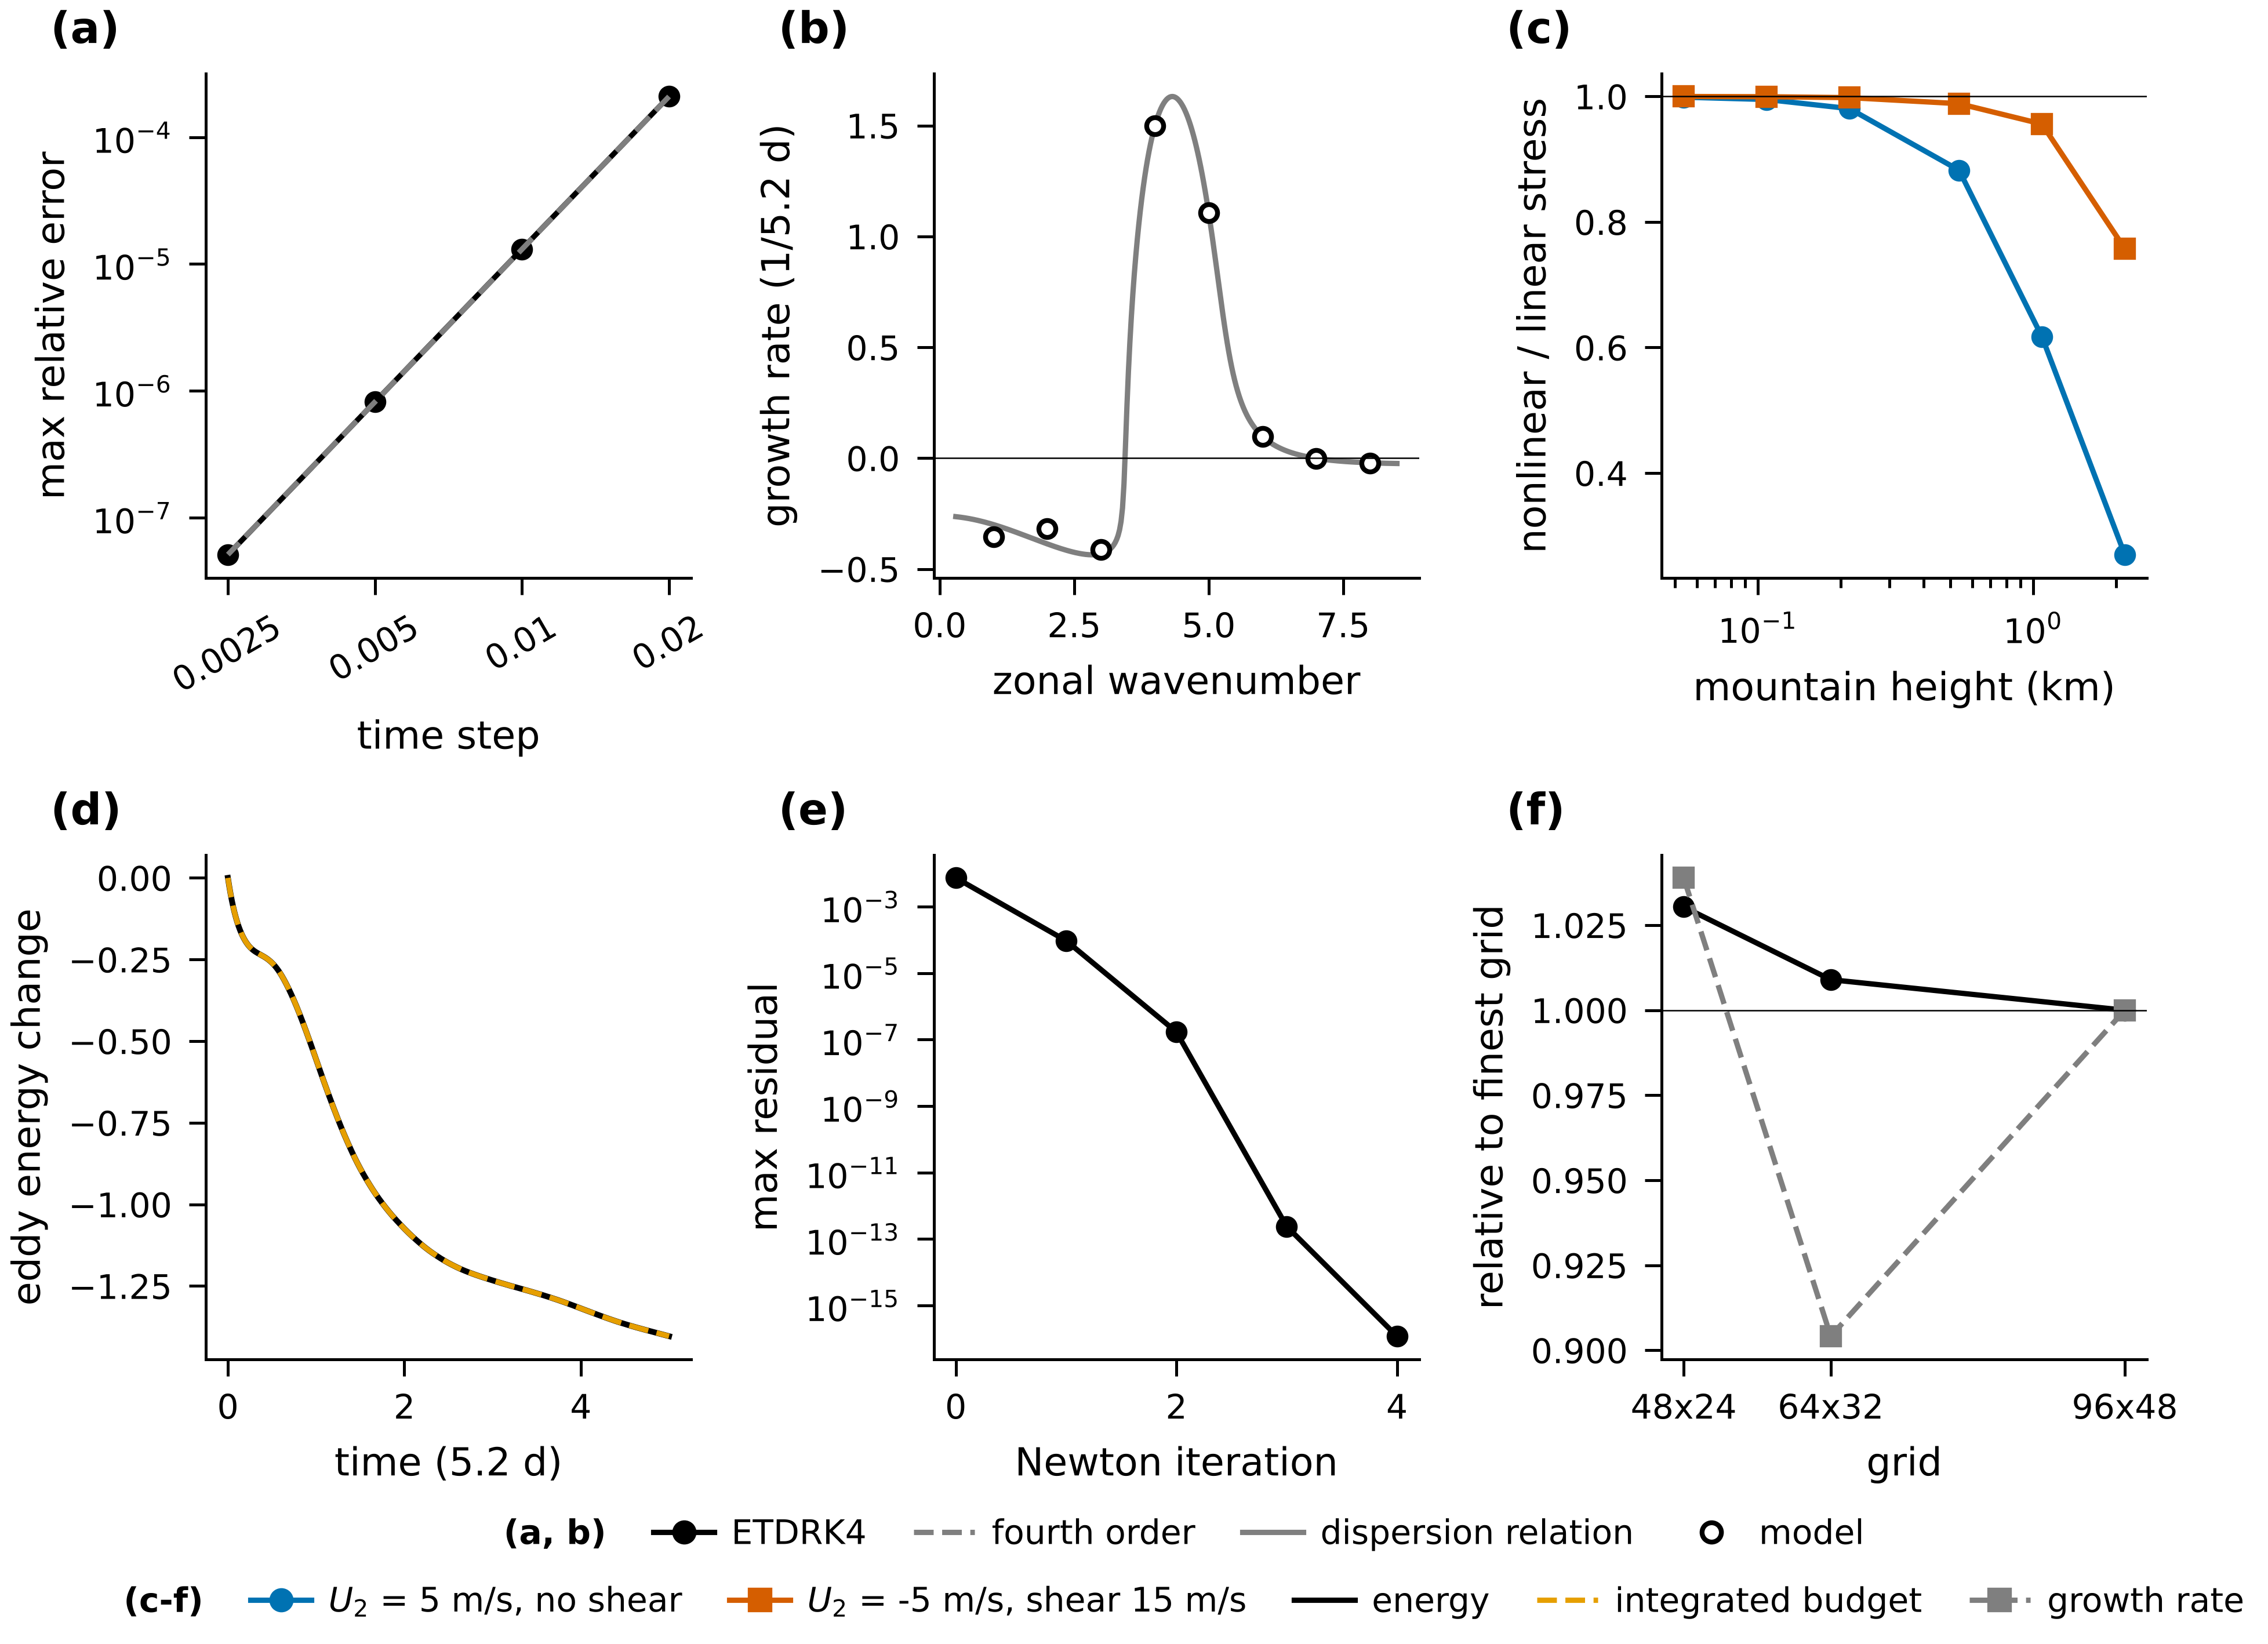 (a)
max relative error
10⁻⁴
10⁻⁵
10⁻⁶
10⁻⁷
0.0025
0.005
0.01
0.02
time step
(b)
growth rate (1/5.2 d)
1.5
1.0
0.5
0.0
−0.5
0.0
2.5
5.0
7.5
zonal wavenumber
(c)
nonlinear / linear stress
1.0
0.8
0.6
0.4
10⁻¹
10⁰
mountain height (km)
(d)
eddy energy change
0.00
−0.25
−0.50
−0.75
−1.00
−1.25
0
2
4
time (5.2 d)
(e)
max residual
10⁻³
10⁻⁵
10⁻⁷
10⁻⁹
10⁻¹¹
10⁻¹³
10⁻¹⁵
0
2
4
Newton iteration
(f)
relative to finest grid
1.025
1.000
0.975
0.950
0.925
0.900
48x24
64x32
96x48
grid
(a, b) ETDRK4 fourth order dispersion relation model
(c-f) U₂ = 5 m/s, no shear U₂ = -5 m/s, shear 15 m/s energy integrated budget growth rate